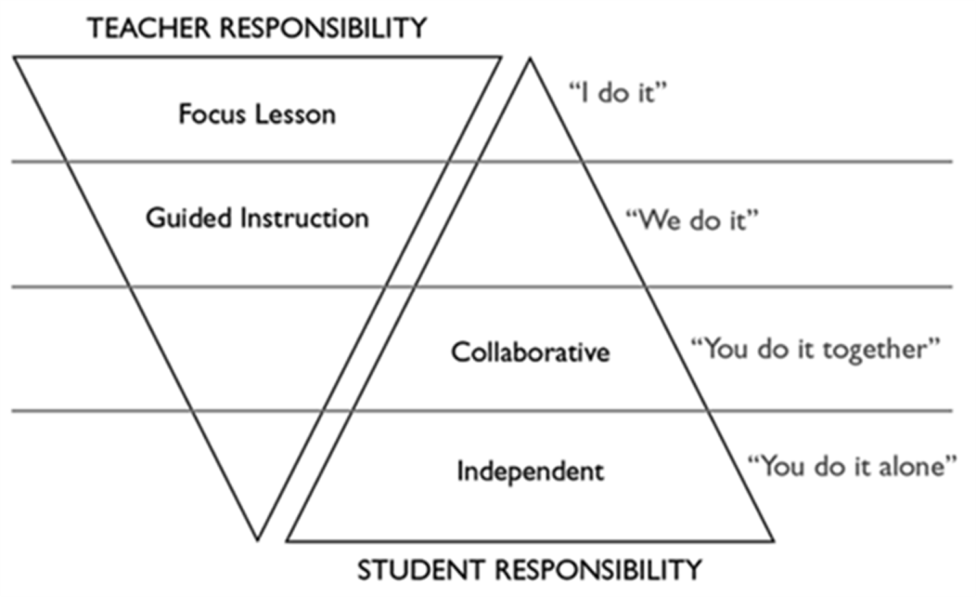 TEACHER RESPONSIBILITY
Focus Lesson
“I do it”
Guided Instruction
“We do it”
Collaborative
“You do it together”
Independent
“You do it alone”
STUDENT RESPONSIBILITY